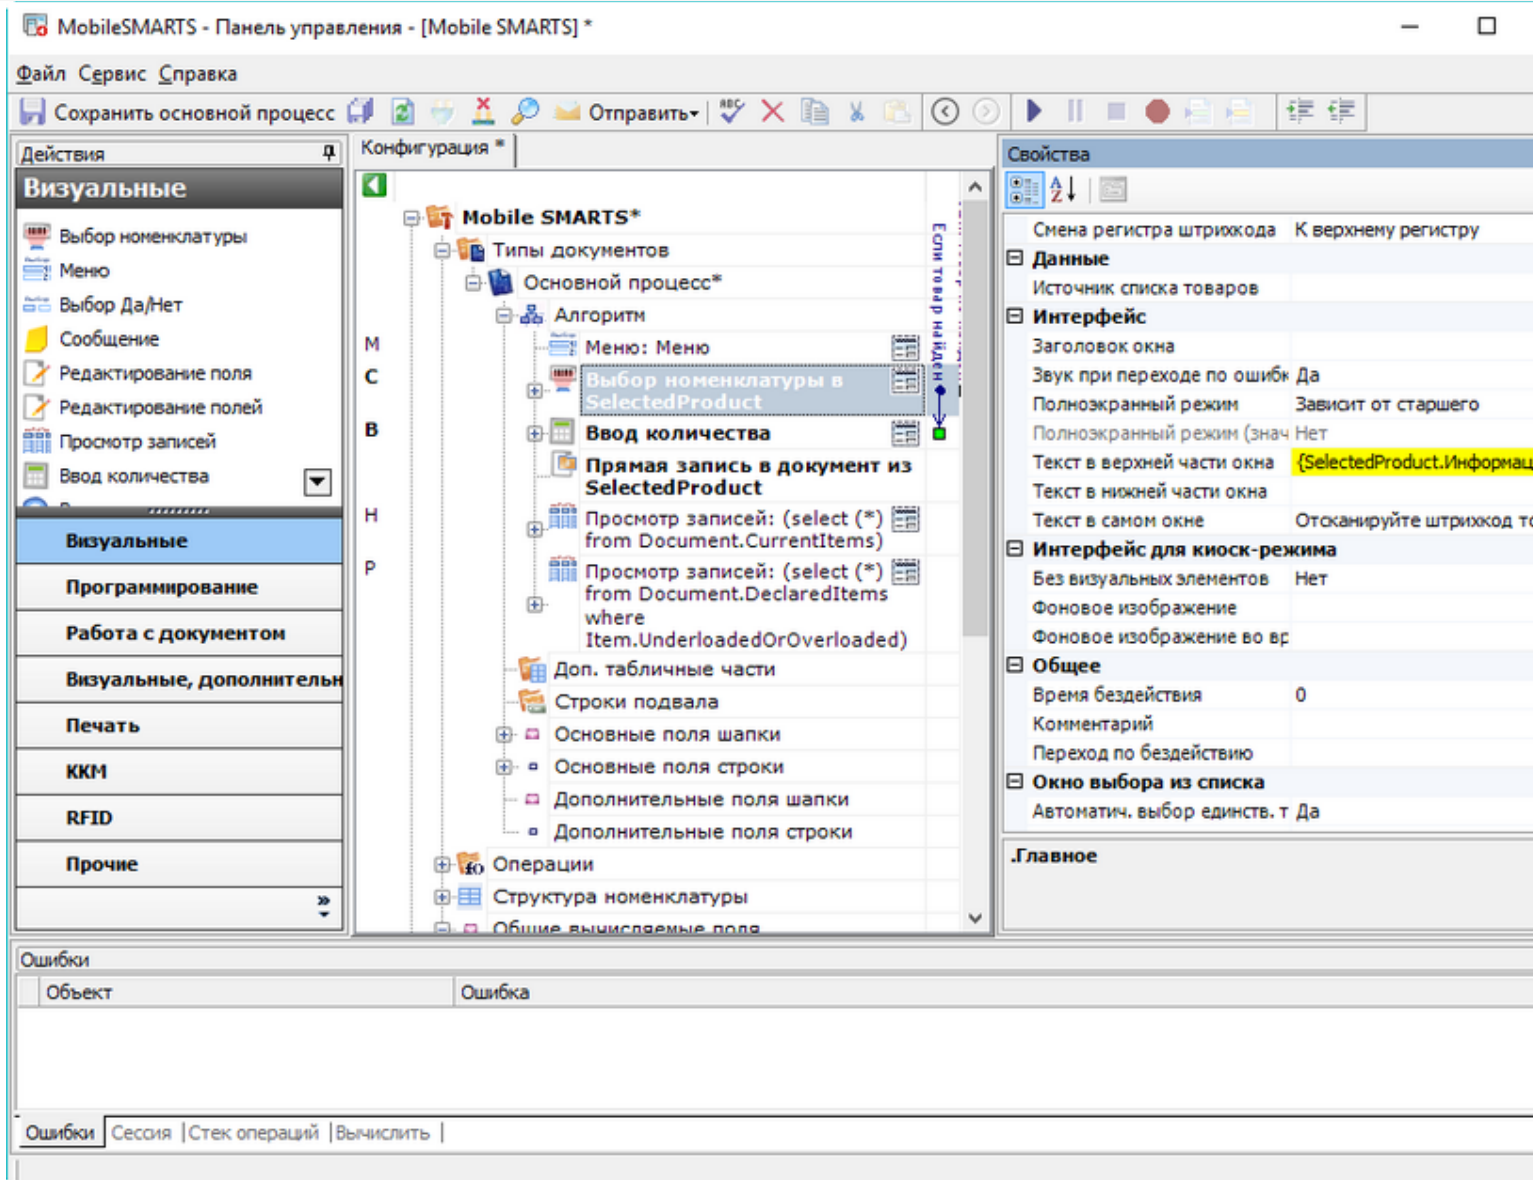 MobileSMARTS - Панель управления - [Mobile SMARTS] *
Файл Сервис Справка
Сохранить основной процесс Отправить
Действия
Визуальные
Выбор номенклатуры
Меню
Выбор Да/Нет
Сообщение
Редактирование поля
Редактирование полей
Просмотр записей
Ввод количества
Визуальные
Программирование
Работа с документом
Визуальные, дополнительн
Печать
ККМ
RFID
Прочие
Конфигурация *
Mobile SMARTS*
Типы документов
Основной процесс*
Алгоритм
М Меню: Меню
С Выбор номенклатуры в
SelectedProduct
В Ввод количества
Прямая запись в документ из
SelectedProduct
Н Просмотр записей: (select (*)
from Document.CurrentItems)
Р Просмотр записей: (select (*)
from Document.DeclaredItems
where
Item.UnderloadedOrOverloaded)
Доп. табличные части
Строки подвала
Основные поля шапки
Основные поля строки
Дополнительные поля шапки
Дополнительные поля строки
Операции
Структура номенклатуры
Общие вычисляемые поля
Если товар найден
Свойства
Смена регистра штрихкода К верхнему регистру
Данные
Источник списка товаров
Интерфейс
Заголовок окна
Звук при переходе по ошибк Да
Полноэкранный режим Зависит от старшего
Полноэкранный режим (знач Нет
Текст в верхней части окна {SelectedProduct.Информац
Текст в нижней части окна
Текст в самом окне Отсканируйте штрихкод то
Интерфейс для киоск-режима
Без визуальных элементов Нет
Фоновое изображение
Фоновое изображение во вр
Общее
Время бездействия 0
Комментарий
Переход по бездействию
Окно выбора из списка
Автоматич. выбор единств. т Да
.Главное
Ошибки
Объект Ошибка
Ошибки Сессия Стек операций Вычислить